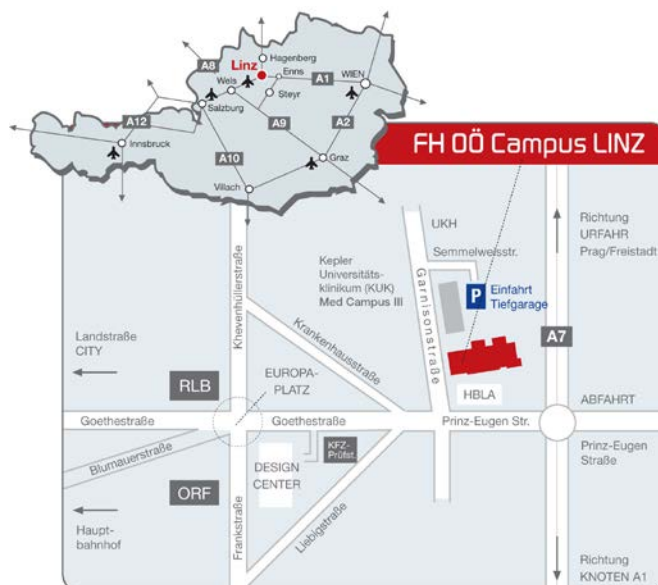 Hagenberg
A8
Linz
Enns
A1
WIEN
Wels
Steyr
Salzburg
A12
A9
A2
Innsbruck
A10
Graz
Villach
FH OÖ Campus LINZ
UKH
Semmelweisstr.
Richtung
URFAHR
Prag/Freistadt
Kepler
Universitäts-
klinikum (KUK)
Med Campus III
P
Einfahrt
Tiefgarage
Garnisonstraße
Khevenhüllerstraße
Krankenhausstraße
A7
Landstraße
CITY
RLB
EUROPA-
PLATZ
HBLA
ABFAHRT
Goethestraße
Goethestraße
Prinz-Eugen Str.
Blumauerstraße
KFZ-
Prüfst.
Prinz-Eugen
Straße
DESIGN
CENTER
ORF
Frankstraße
Liebigstraße
Haupt-
bahnhof
Richtung
KNOTEN A1